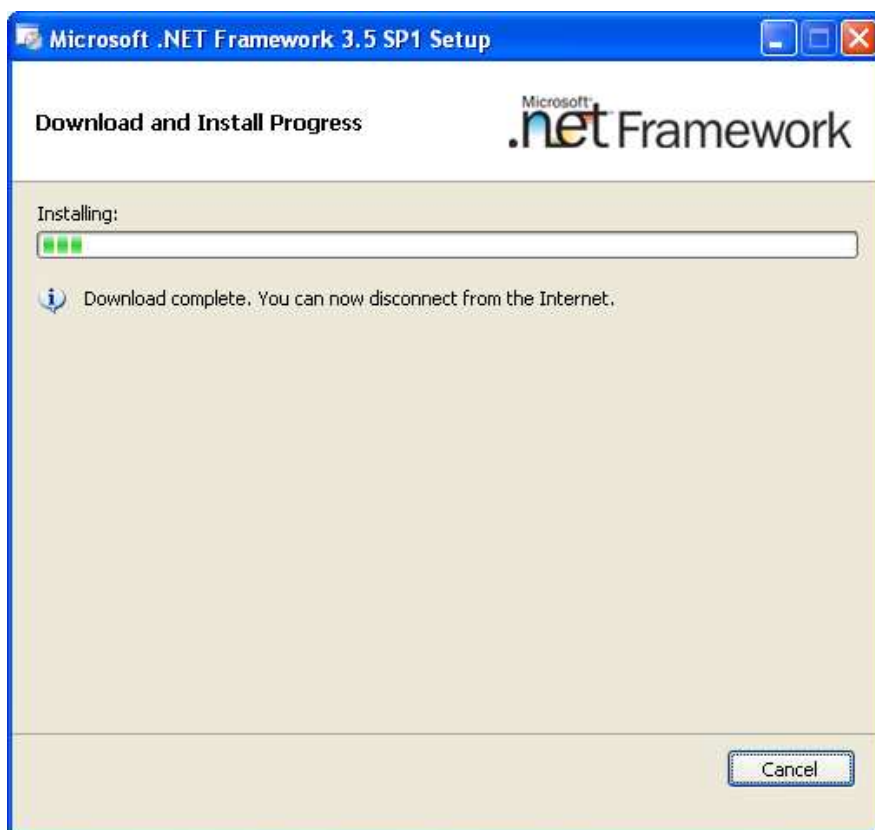 Microsoft .NET Framework 3.5 SP1 Setup
Download and Install Progress
Microsoft
.net Framework
Installing:
Download complete. You can now disconnect from the Internet.
Cancel